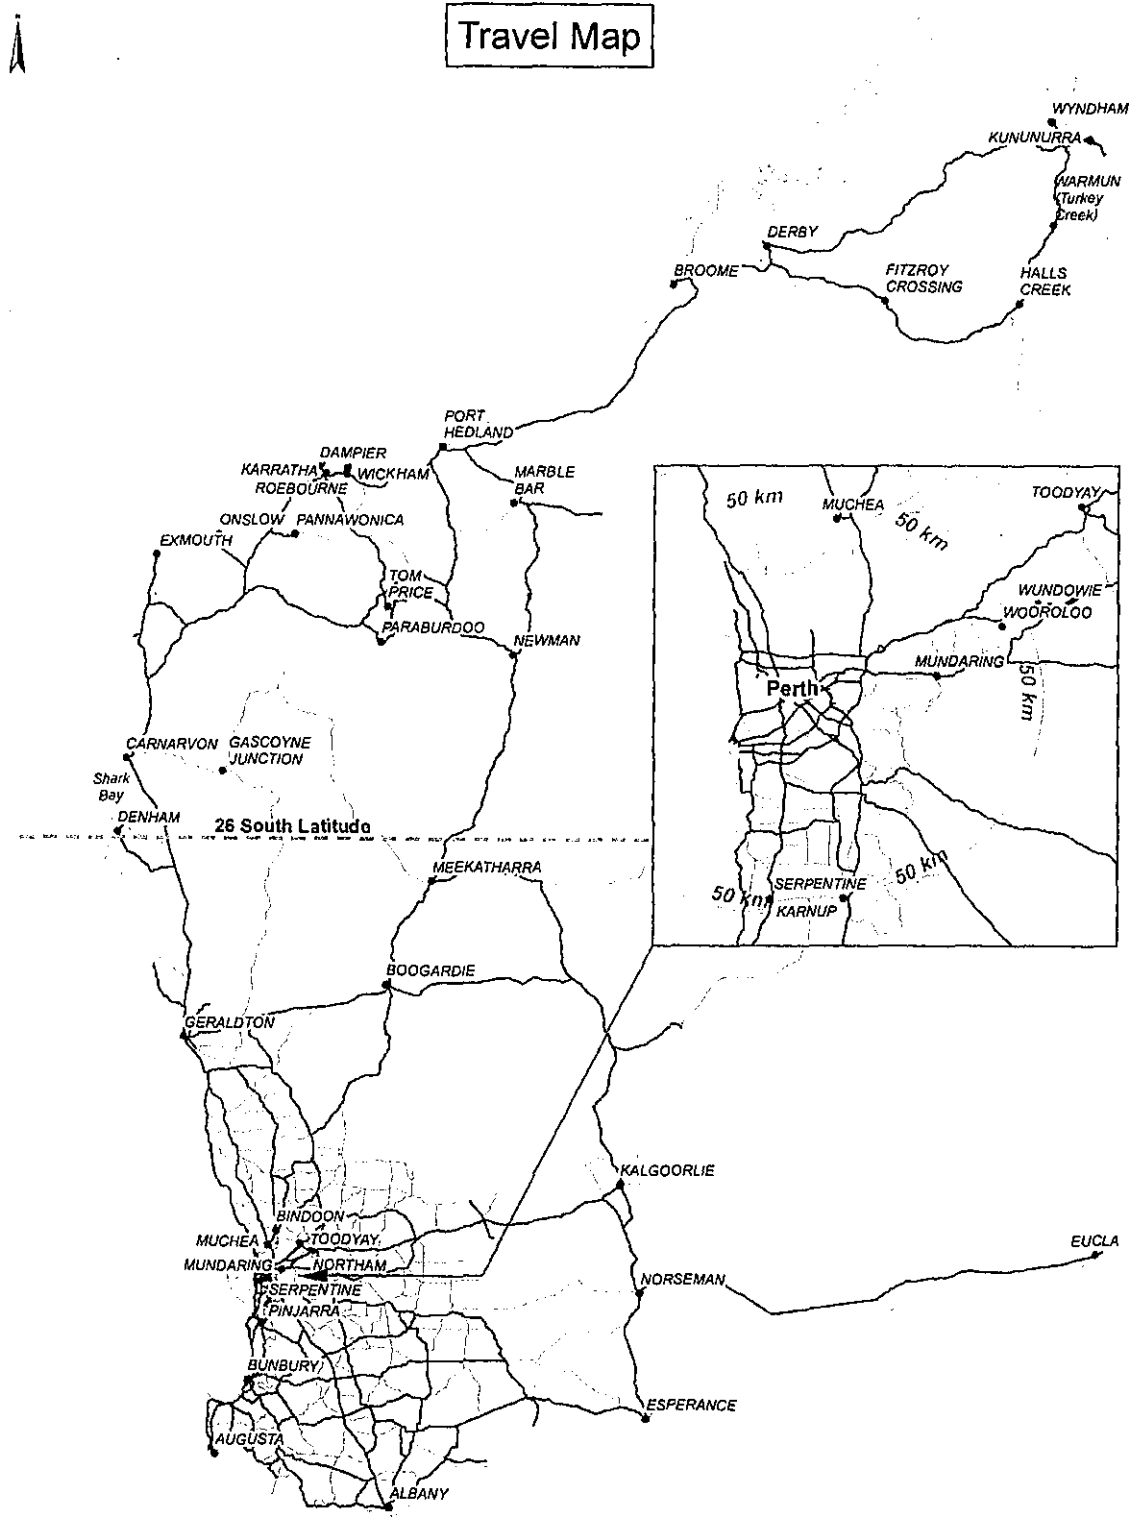 Travel Map
WYNDHAM
KUNUNURRA
WARMUN
(Turkey
Creek)
DERBY
BROOME
FITZROY
CROSSING
HALLS
CREEK
PORT
HEDLAND
DAMPIER
KARRATHA
WICKHAM
ROEBOURNE
MARBLE
BAR
ONSLOW
PANNAWONICA
EXMOUTH
TOM
PRICE
PARABURDOO
NEWMAN
CARNARVON
GASCOYNE
JUNCTION
Shark
Bay
DENHAM
26 South Latitude
MEEKATHARRA
BOOGARDIE
GERALDTON
KALGOORLIE
BINDOON
MUCHEA
TOODYAY
MUNDARING
NORTHAM
SERPENTINE
PINJARRA
NORSEMAN
EUCLA
BUNBURY
ESPERANCE
AUGUSTA
ALBANY
50 km
MUCHEA
TOODYAY
50 km
WUNDOWIE
WOOROLOO
MUNDARING
50 km
Perth
50 km
SERPENTINE
50 km
KARNUP